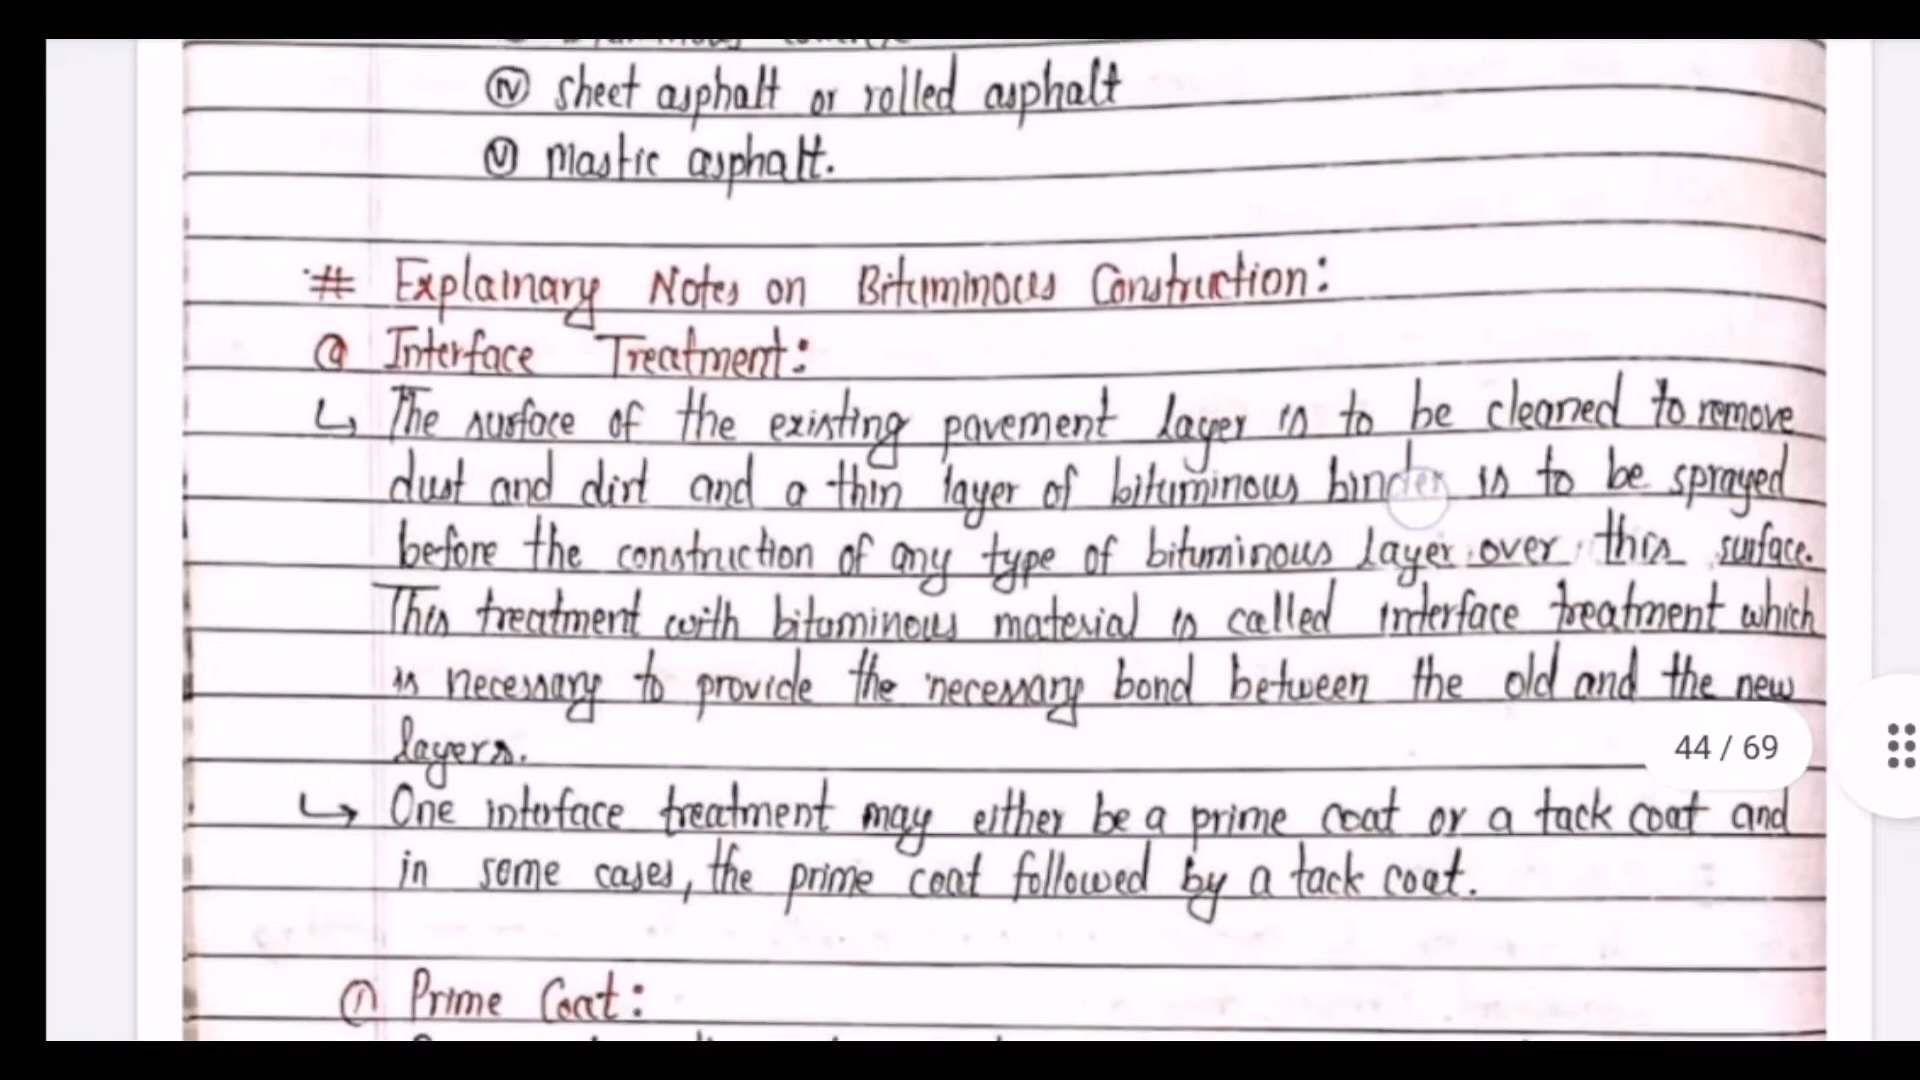 (IV) sheet asphalt or rolled asphalt
(V) mastic asphalt.
# Explainary Notes on Bituminous Construction:
@ Interface Treatment:
↳ The surface of the existing pavement layer is to be cleaned to remove
dust and dirt and a thin layer of bituminous binder is to be sprayed
before the construction of any type of bituminous layer over this surface.
This treatment with bituminous material is called interface treatment which
is necessary to provide the necessary bond between the old and the new
layers.
44 / 69
↳ One interface treatment may either be a prime coat or a tack coat and
in some cases, the prime coat followed by a tack coat.
(1) Prime Coat: